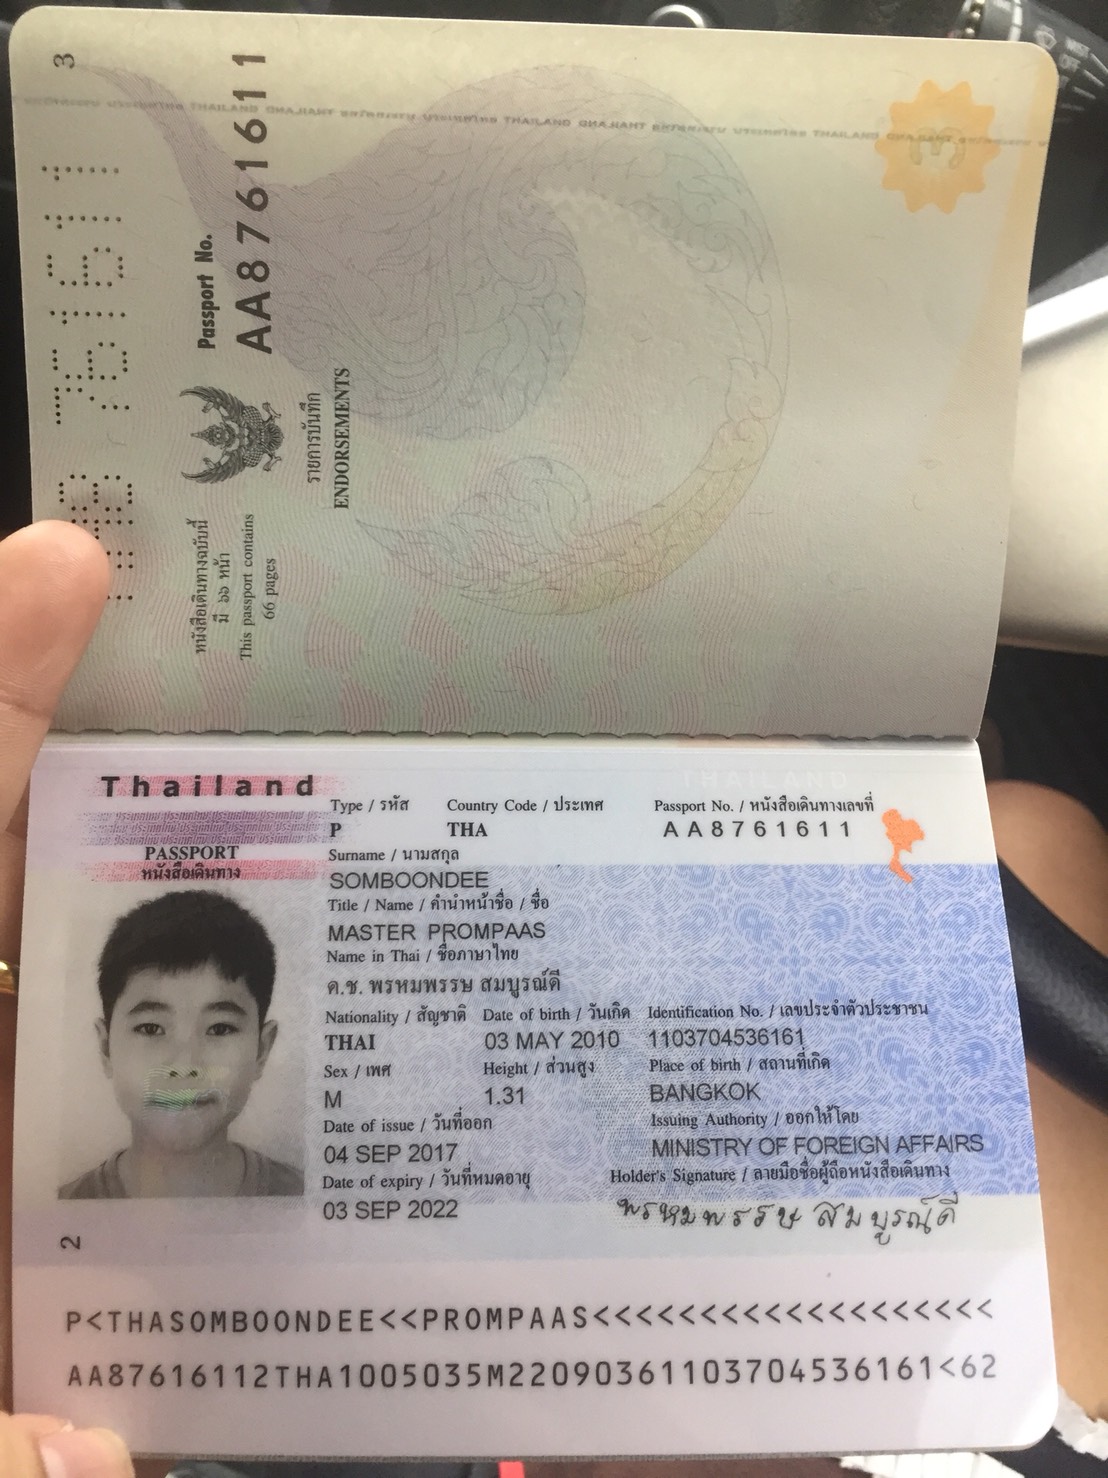 3
Passport No.
AA8761611
รายการบันทึก
ENDORSEMENTS
หนังสือเดินทางฉบับนี้
มี ๖๖ หน้า
This passport contains
66 pages
THAILAND
Thailand
PASSPORT
หนังสือเดินทาง
Type / รหัส Country Code / ประเทศ Passport No. / หนังสือเดินทางเลขที่
P THA AA8761611
Surname / นามสกุล
SOMBOONDEE
Title / Name / คำนำหน้าชื่อ / ชื่อ
MASTER PROMPAAS
Name in Thai / ชื่อภาษาไทย
ด.ช. พรหมพรรษ สมบูรณ์ดี
Nationality / สัญชาติ Date of birth / วันเกิด Identification No. / เลขประจำตัวประชาชน
THAI 03 MAY 2010 1103704536161
Sex / เพศ Height / ส่วนสูง Place of birth / สถานที่เกิด
M 1.31 BANGKOK
Date of issue / วันที่ออก Issuing Authority / ออกให้โดย
04 SEP 2017 MINISTRY OF FOREIGN AFFAIRS
Date of expiry / วันที่หมดอายุ Holder's Signature / ลายมือชื่อผู้ถือหนังสือเดินทาง
03 SEP 2022 พรหมพรรษ สมบูรณ์ดี
2
P<THASOMBOONDEE<<PROMPAAS<<<<<<<<<<<<<<<<<<<
AA87616112THA1005035M22090361103704536161<62